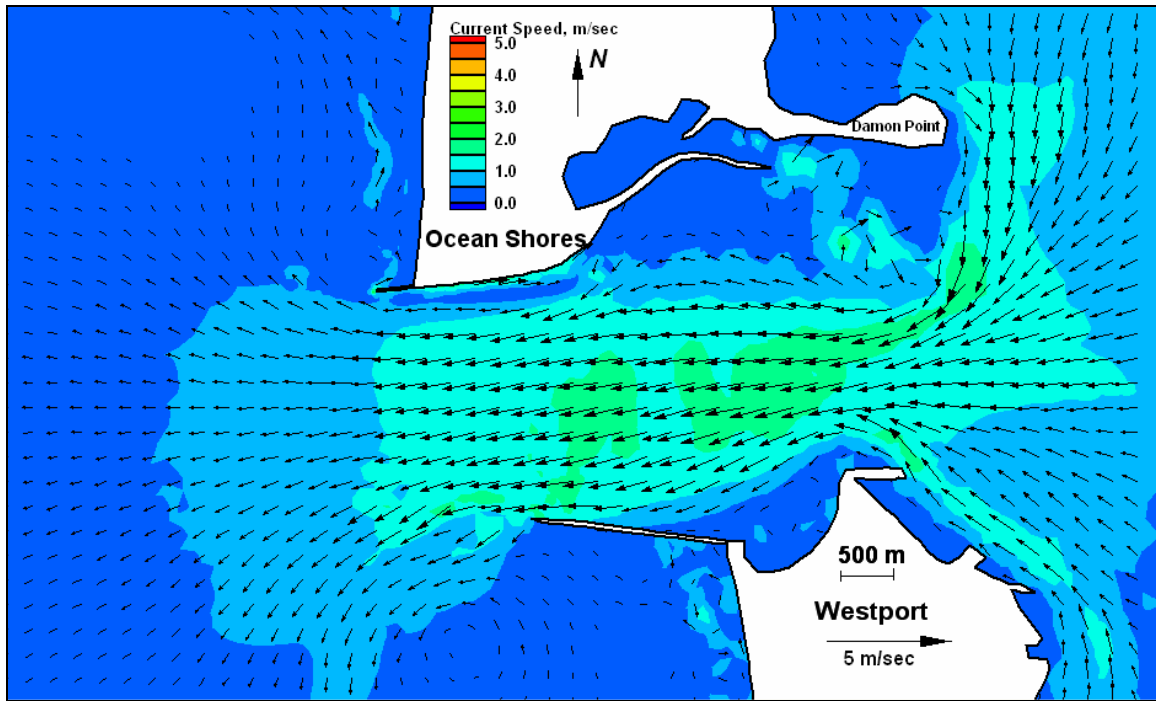 Current Speed, m/sec
5.0
4.0
3.0
2.0
1.0
0.0
N
Damon Point
Ocean Shores
500 m
Westport
5 m/sec